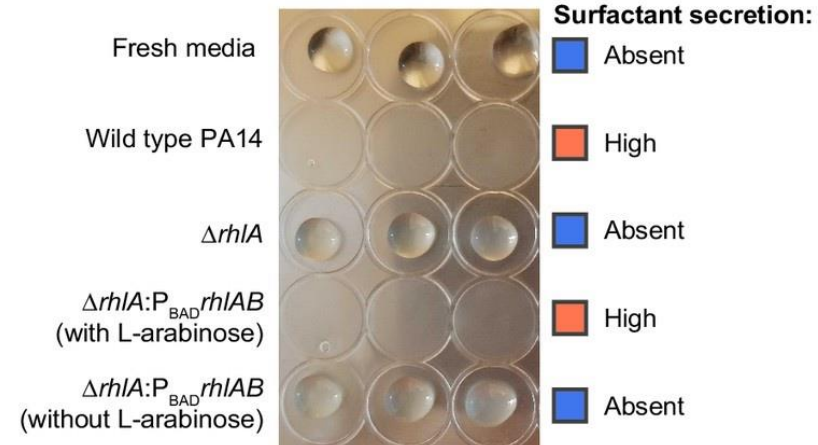 Surfactant secretion:
Fresh media
Absent
Wild type PA14
High
ΔrhlA
Absent
ΔrhlA:PBADrhlAB
(with L-arabinose)
High
ΔrhlA:PBADrhlAB
(without L-arabinose)
Absent